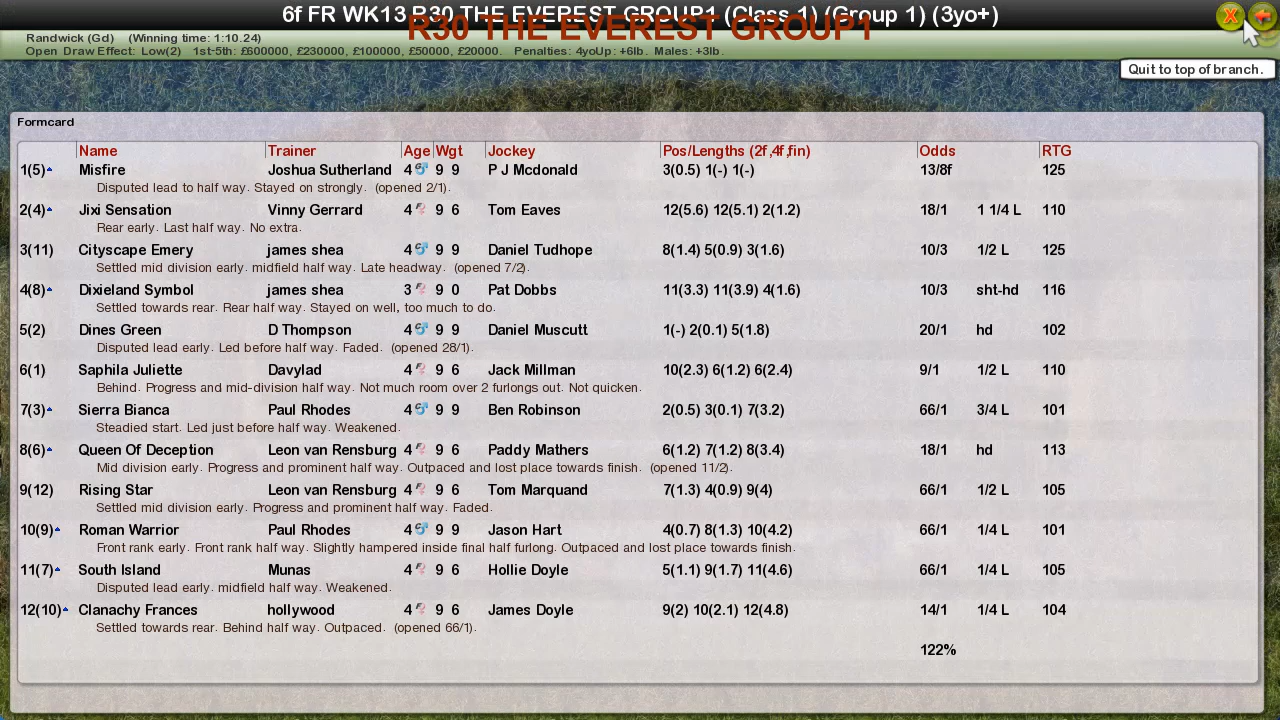 6f FR WK13 R30 THE EVEREST GROUP1 (Class 1) (Group 1) (3yo+)
R30 THE EVEREST GROUP1
Randwick (Gd) (Winning time: 1:10.24)
Open Draw Effect: Low(2) 1st-5th: £600000, £230000, £100000, £50000, £20000. Penalties: 4yoUp: +6lb. Males: +3lb.
Quit to top of branch.
Formcard
Name Trainer Age Wgt Jockey Pos/Lengths (2f,4f,fin) Odds RTG
1(5) Misfire Joshua Sutherland 4 9 9 P J Mcdonald 3(0.5) 1(-) 1(-) 13/8f 125
Disputed lead to half way. Stayed on strongly. (opened 2/1).
2(4) Jixi Sensation Vinny Gerrard 4 9 6 Tom Eaves 12(5.6) 12(5.1) 2(1.2) 18/1 1 1/4 L 110
Rear early. Last half way. No extra.
3(11) Cityscape Emery james shea 4 9 9 Daniel Tudhope 8(1.4) 5(0.9) 3(1.6) 10/3 1/2 L 125
Settled mid division early. midfield half way. Late headway. (opened 7/2).
4(8) Dixieland Symbol james shea 3 9 0 Pat Dobbs 11(3.3) 11(3.9) 4(1.6) 10/3 sht-hd 116
Settled towards rear. Rear half way. Stayed on well, too much to do.
5(2) Dines Green D Thompson 4 9 9 Daniel Muscutt 1(-) 2(0.1) 5(1.8) 20/1 hd 102
Disputed lead early. Led before half way. Faded. (opened 28/1).
6(1) Saphila Juliette Davylad 4 9 6 Jack Millman 10(2.3) 6(1.2) 6(2.4) 9/1 1/2 L 110
Behind. Progress and mid-division half way. Not much room over 2 furlongs out. Not quicken.
7(3) Sierra Bianca Paul Rhodes 4 9 9 Ben Robinson 2(0.5) 3(0.1) 7(3.2) 66/1 3/4 L 101
Steadied start. Led just before half way. Weakened.
8(6) Queen Of Deception Leon van Rensburg 4 9 6 Paddy Mathers 6(1.2) 7(1.2) 8(3.4) 18/1 hd 113
Mid division early. Progress and prominent half way. Outpaced and lost place towards finish. (opened 11/2).
9(12) Rising Star Leon van Rensburg 4 9 6 Tom Marquand 7(1.3) 4(0.9) 9(4) 66/1 1/2 L 105
Settled mid division early. Progress and prominent half way. Faded.
10(9) Roman Warrior Paul Rhodes 4 9 9 Jason Hart 4(0.7) 8(1.3) 10(4.2) 66/1 1/4 L 101
Front rank early. Front rank half way. Slightly hampered inside final half furlong. Outpaced and lost place towards finish.
11(7) South Island Munas 4 9 6 Hollie Doyle 5(1.1) 9(1.7) 11(4.6) 66/1 1/4 L 105
Disputed lead early. midfield half way. Weakened.
12(10) Clanachy Frances hollywood 4 9 6 James Doyle 9(2) 10(2.1) 12(4.8) 14/1 1/4 L 104
Settled towards rear. Behind half way. Outpaced. (opened 66/1).
122%